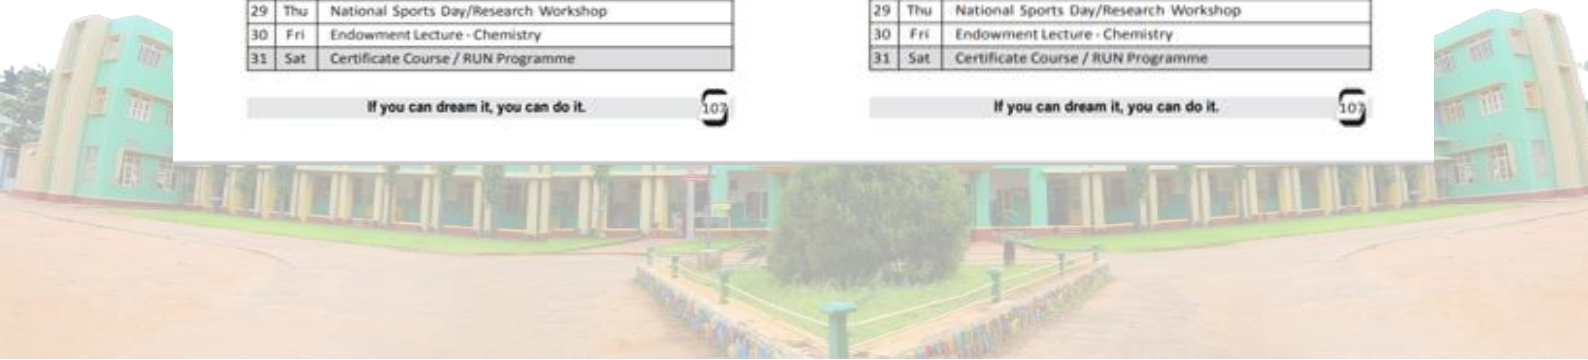 29 Thu National Sports Day/Research Workshop
30 Fri Endowment Lecture - Chemistry
31 Sat Certificate Course / RUN Programme
If you can dream it, you can do it.
103
29 Thu National Sports Day/Research Workshop
30 Fri Endowment Lecture - Chemistry
31 Sat Certificate Course / RUN Programme
If you can dream it, you can do it.
103